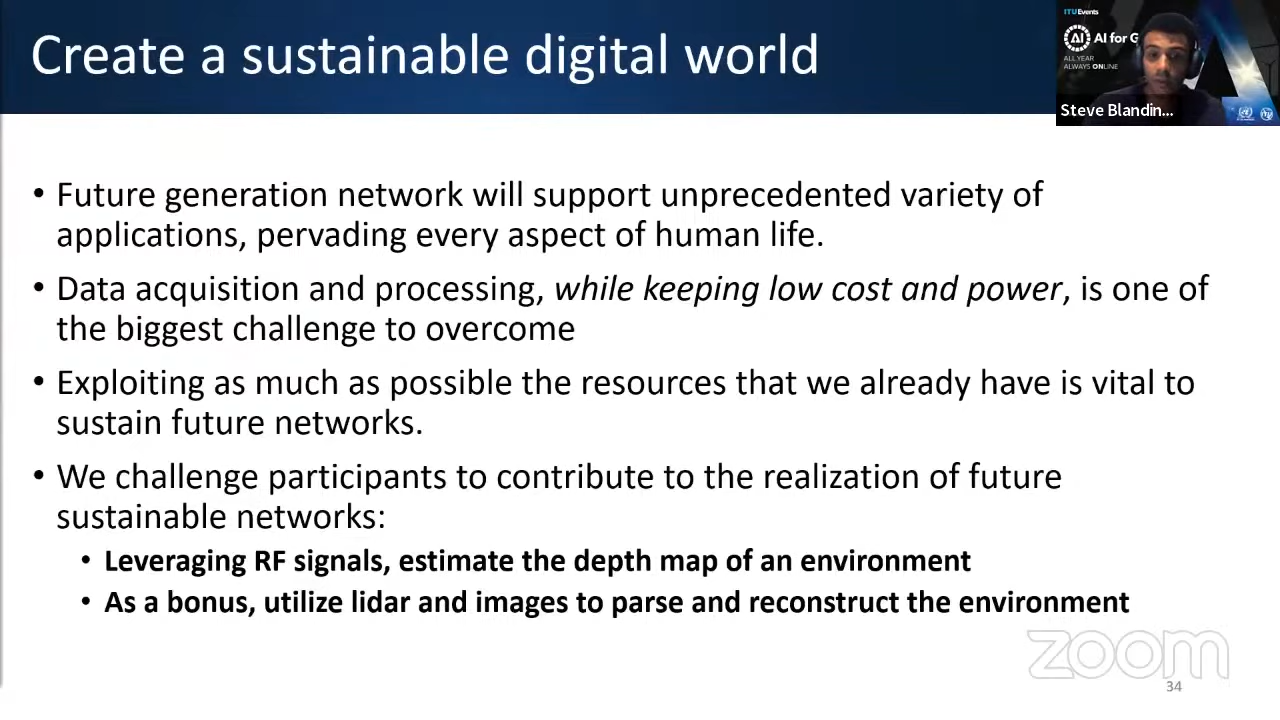 Create a sustainable digital world
ITUEvents
AI
AI for G
ALL YEAR
ALWAYS ONLINE
Steve Blandin...
• Future generation network will support unprecedented variety of
applications, pervading every aspect of human life.
• Data acquisition and processing, while keeping low cost and power, is one of
the biggest challenge to overcome
• Exploiting as much as possible the resources that we already have is vital to
sustain future networks.
• We challenge participants to contribute to the realization of future
sustainable networks:
• Leveraging RF signals, estimate the depth map of an environment
• As a bonus, utilize lidar and images to parse and reconstruct the environment
zoom
34